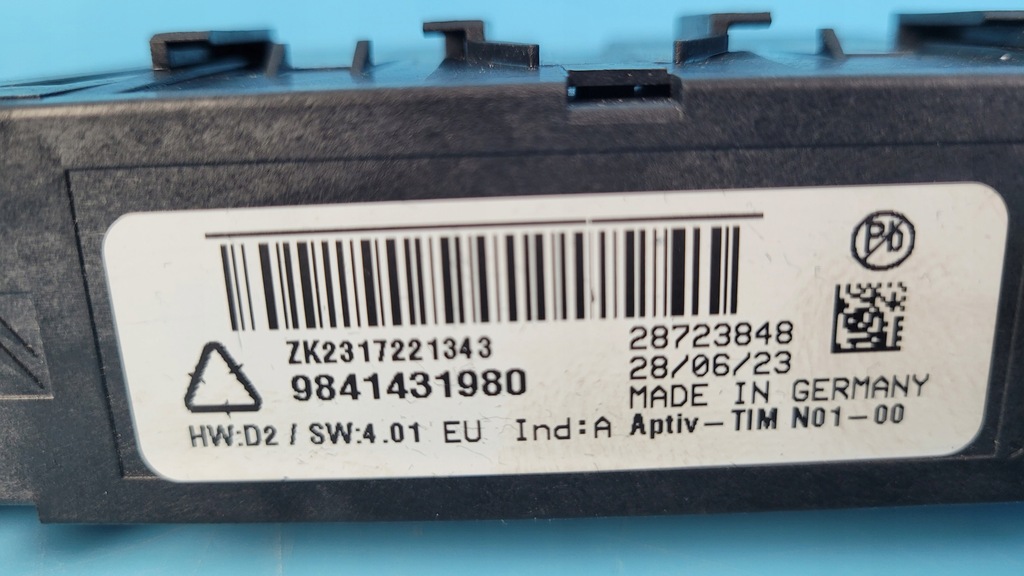 Pb
ZK2317221343
9841431980
28723848
28/06/23
MADE IN GERMANY
HW:D2 / SW:4.01 EU Ind:A Aptiv-TIM N01-00